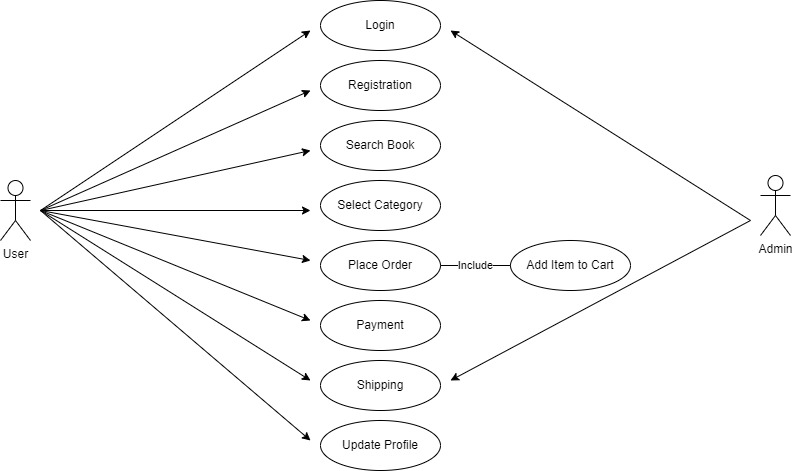 Login
Registration
Search Book
Select Category
User
Admin
Place Order
Include
Add Item to Cart
Payment
Shipping
Update Profile